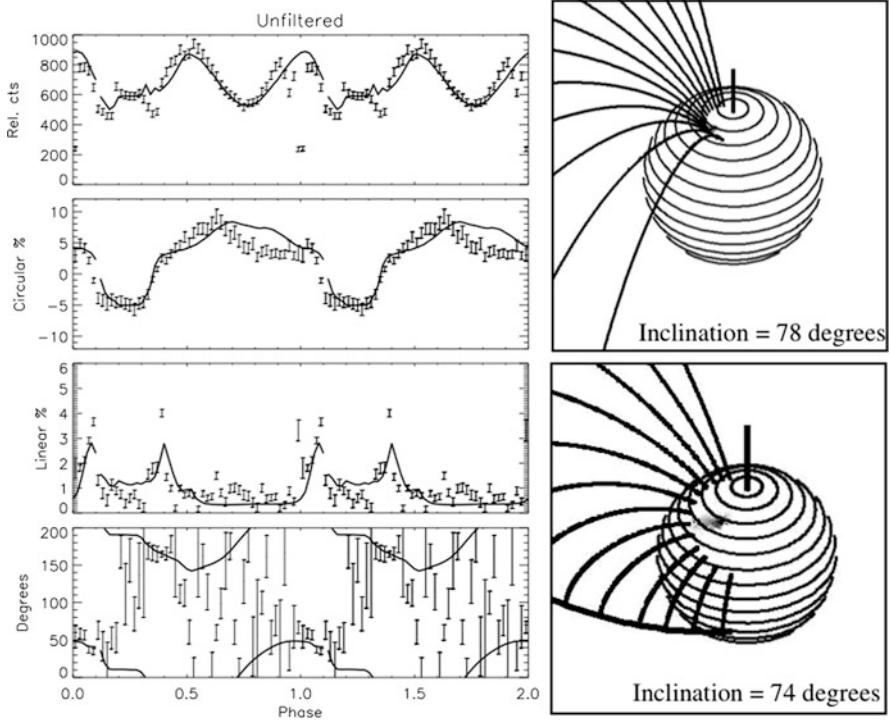 Unfiltered
Rel. cts
1000
800
600
400
200
0
Circular %
10
5
0
−5
−10
Linear %
6
5
4
3
2
1
0
Degrees
200
150
100
50
0
0.0 0.5 1.0 1.5 2.0
Phase
Inclination = 78 degrees
Inclination = 74 degrees